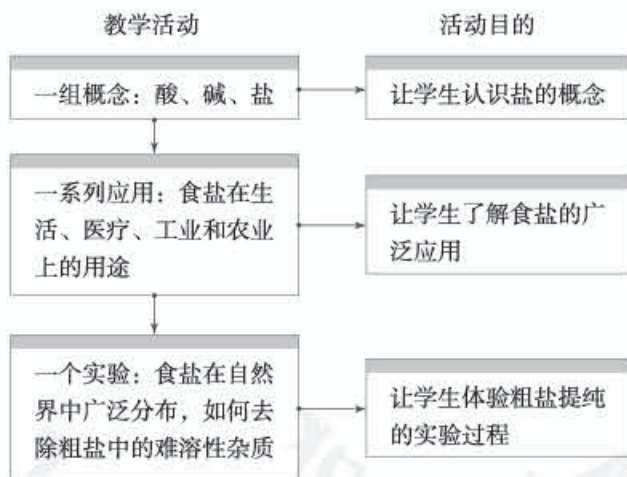 教学活动
活动目的
一组概念：酸、碱、盐
让学生认识盐的概念
一系列应用：食盐在生
活、医疗、工业和农业
上的用途
让学生了解食盐的广
泛应用
一个实验：食盐在自然
界中广泛分布，如何去
除粗盐中的难溶性杂质
让学生体验粗盐提纯
的实验过程